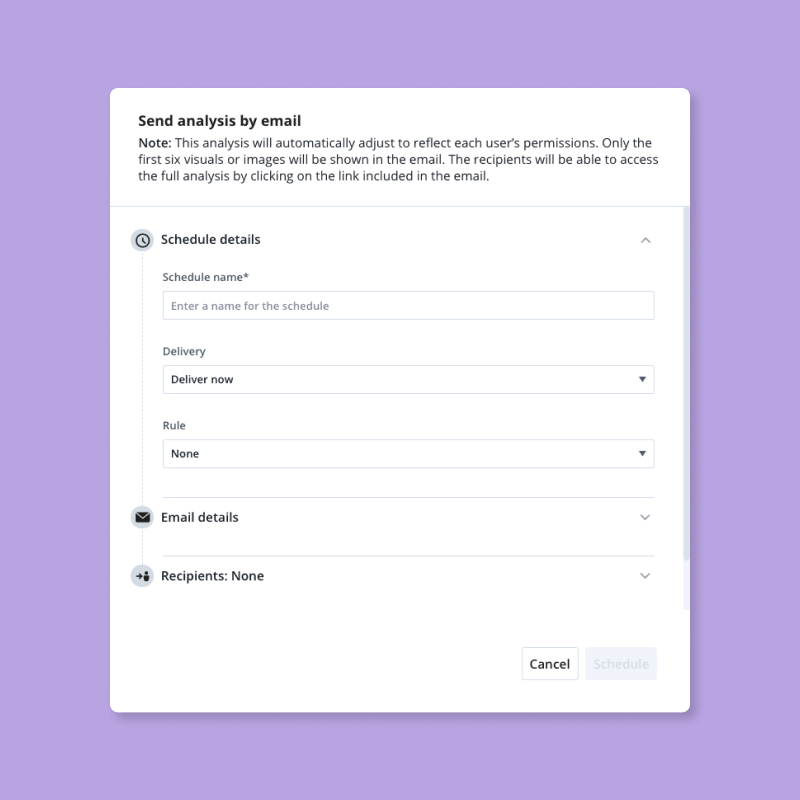 Send analysis by email
Note: This analysis will automatically adjust to reflect each user’s permissions. Only the
first six visuals or images will be shown in the email. The recipients will be able to access
the full analysis by clicking on the link included in the email.
Schedule details
Schedule name*
Enter a name for the schedule
Delivery
Deliver now
Rule
None
Email details
Recipients: None
Cancel
Schedule